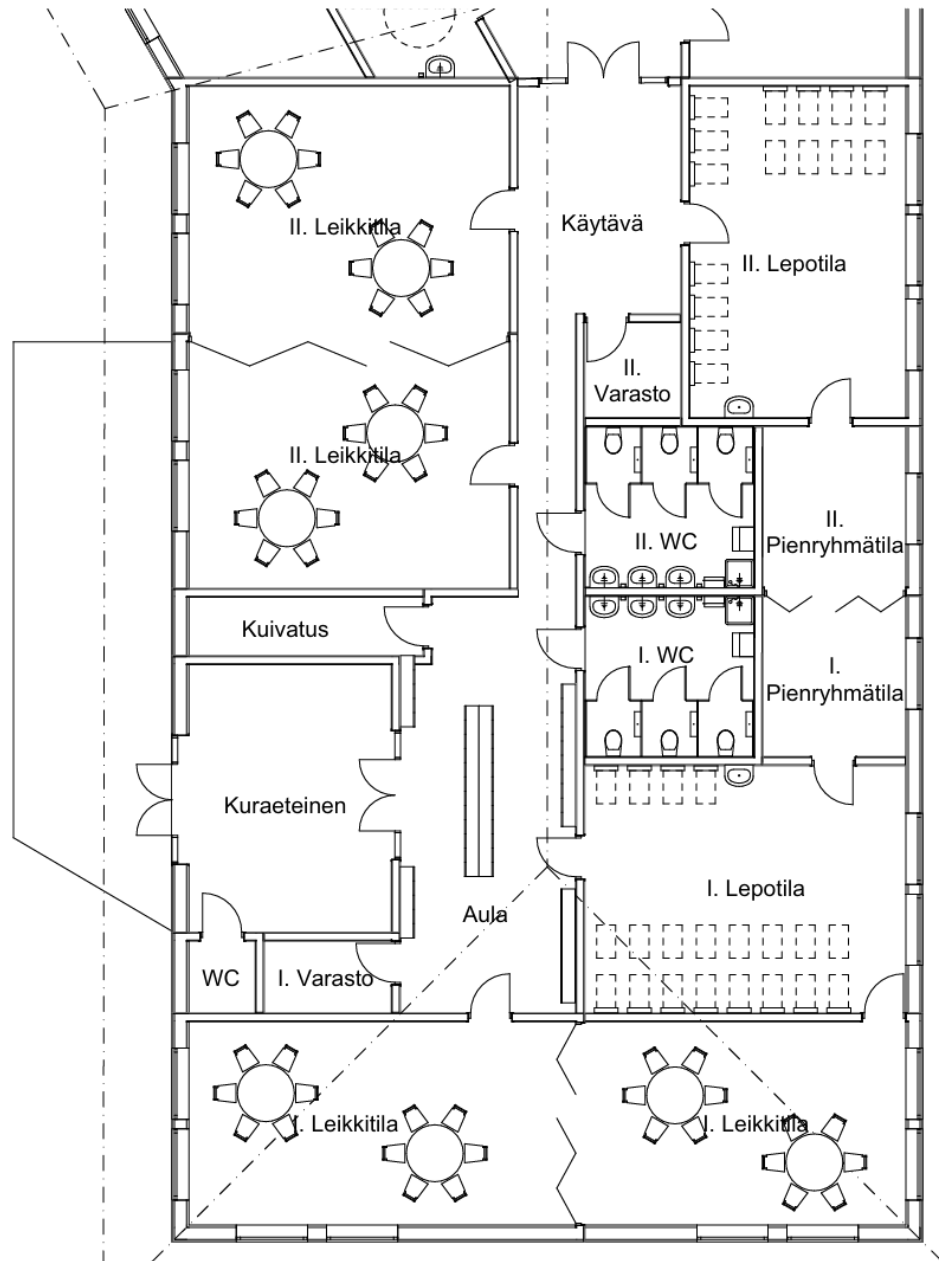 II. Leikkitila
Käytävä
II. Lepotila
II.
Varasto
II. Leikkitila
II. WC
II.
Pienryhmätila
Kuivatus
I. WC
I.
Pienryhmätila
Kuraeteinen
I. Lepotila
Aula
WC
I. Varasto
I. Leikkitila
I. Leikkitila